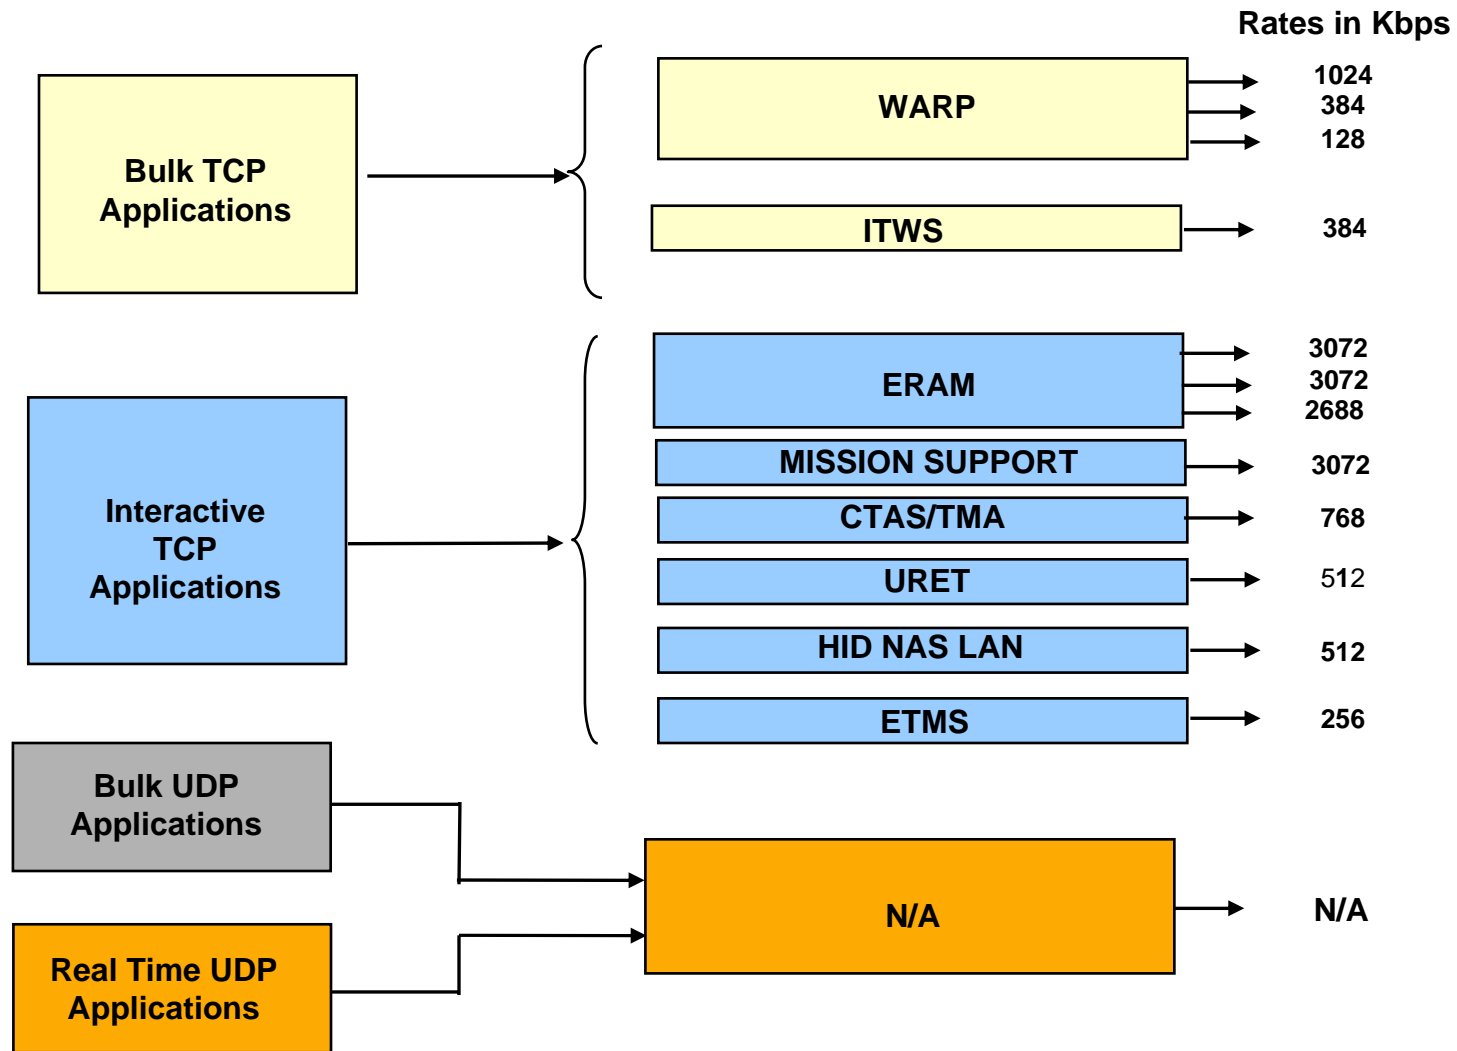 Rates in Kbps
Bulk TCP
Applications
WARP
1024
384
128
ITWS
384
Interactive
TCP
Applications
ERAM
3072
3072
2688
MISSION SUPPORT
3072
CTAS/TMA
768
URET
512
HID NAS LAN
512
ETMS
256
Bulk UDP
Applications
Real Time UDP
Applications
N/A
N/A